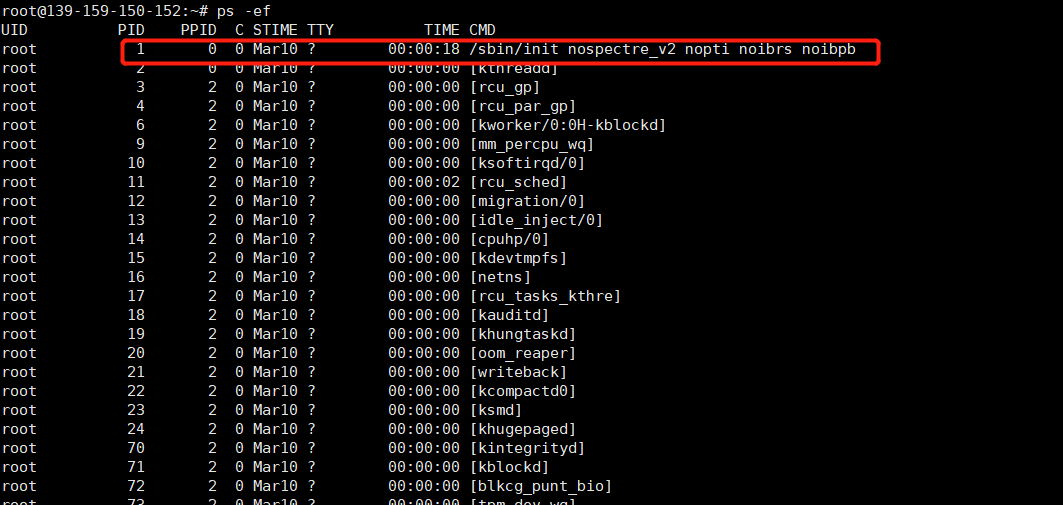 root@139-159-150-152:~# ps -ef
UID PID PPID C STIME TTY TIME CMD
root 1 0 0 Mar10 ? 00:00:18 /sbin/init nospectre_v2 nopti noibrs noibpb
root 2 0 0 Mar10 ? 00:00:00 [kthreadd]
root 3 2 0 Mar10 ? 00:00:00 [rcu_gp]
root 4 2 0 Mar10 ? 00:00:00 [rcu_par_gp]
root 6 2 0 Mar10 ? 00:00:00 [kworker/0:0H-kblockd]
root 9 2 0 Mar10 ? 00:00:00 [mm_percpu_wq]
root 10 2 0 Mar10 ? 00:00:00 [ksoftirqd/0]
root 11 2 0 Mar10 ? 00:00:02 [rcu_sched]
root 12 2 0 Mar10 ? 00:00:00 [migration/0]
root 13 2 0 Mar10 ? 00:00:00 [idle_inject/0]
root 14 2 0 Mar10 ? 00:00:00 [cpuhp/0]
root 15 2 0 Mar10 ? 00:00:00 [kdevtmpfs]
root 16 2 0 Mar10 ? 00:00:00 [netns]
root 17 2 0 Mar10 ? 00:00:00 [rcu_tasks_kthre]
root 18 2 0 Mar10 ? 00:00:00 [kauditd]
root 19 2 0 Mar10 ? 00:00:00 [khungtaskd]
root 20 2 0 Mar10 ? 00:00:00 [oom_reaper]
root 21 2 0 Mar10 ? 00:00:00 [writeback]
root 22 2 0 Mar10 ? 00:00:00 [kcompactd0]
root 23 2 0 Mar10 ? 00:00:00 [ksmd]
root 24 2 0 Mar10 ? 00:00:00 [khugepaged]
root 70 2 0 Mar10 ? 00:00:00 [kintegrityd]
root 71 2 0 Mar10 ? 00:00:00 [kblockd]
root 72 2 0 Mar10 ? 00:00:00 [blkcg_punt_bio]
root 73 2 0 Mar10 ? 00:00:00 [tpm_dev_wq]